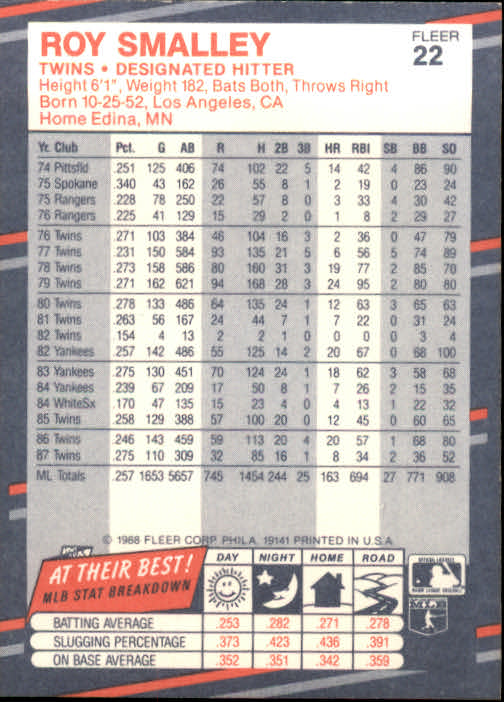 ROY SMALLEY
FLEER
22
TWINS • DESIGNATED HITTER
Height 6'1", Weight 182, Bats Both, Throws Right
Born 10-25-52, Los Angeles, CA
Home Edina, MN
Yr. Club Pct. G AB R H 2B 3B HR RBI SB BB SO
74 Pittsfld .251 125 406 74 102 22 5 14 42 4 86 90
75 Spokane .340 43 162 26 55 8 1 2 19 0 23 24
75 Rangers .228 78 250 22 57 8 0 3 33 4 30 42
76 Rangers .225 41 129 15 29 2 0 1 8 2 29 27
76 Twins .271 103 384 46 104 16 3 2 36 0 47 79
77 Twins .231 150 584 93 135 21 5 6 56 5 74 89
78 Twins .273 158 586 80 160 31 3 19 77 2 85 70
79 Twins .271 162 621 94 168 28 3 24 95 2 80 80
80 Twins .278 133 486 64 135 24 1 12 63 3 65 63
81 Twins .263 56 167 24 44 7 1 7 22 0 31 24
82 Twins .154 4 13 2 2 1 0 0 0 0 3 4
82 Yankees .257 142 486 55 125 14 2 20 67 0 68 100
83 Yankees .275 130 451 70 124 24 1 18 62 3 58 68
84 Yankees .239 67 209 17 50 8 1 7 26 2 15 35
84 WhiteSx .170 47 135 15 23 4 0 4 13 1 22 32
85 Twins .258 129 388 57 100 20 0 12 45 0 60 65
86 Twins .246 143 459 59 113 20 4 20 57 1 68 80
87 Twins .275 110 309 32 85 16 1 8 34 2 36 52
ML Totals .257 1653 5657 745 1454 244 25 163 694 27 771 908
© 1988 FLEER CORP. PHILA. 19141 PRINTED IN U.S.A.
AT THEIR BEST!
MLB STAT BREAKDOWN
DAY NIGHT HOME ROAD
BATTING AVERAGE .253 .282 .271 .278
SLUGGING PERCENTAGE .373 .423 .436 .391
ON BASE AVERAGE .352 .351 .342 .359
OFFICIAL LICENSEE
MAJOR LEAGUE BASEBALL
MLB